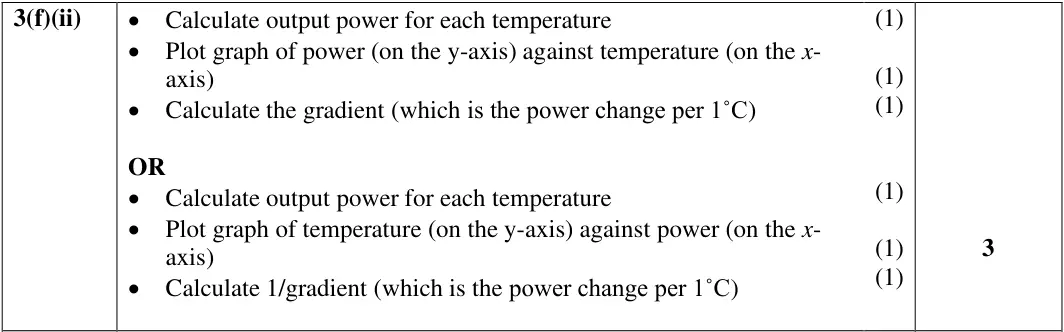 3(f)(ii)
• Calculate output power for each temperature (1)
• Plot graph of power (on the y-axis) against temperature (on the x-
axis) (1)
• Calculate the gradient (which is the power change per 1˚C) (1)
OR
• Calculate output power for each temperature (1)
• Plot graph of temperature (on the y-axis) against power (on the x-
axis) (1)
• Calculate 1/gradient (which is the power change per 1˚C) (1)
3